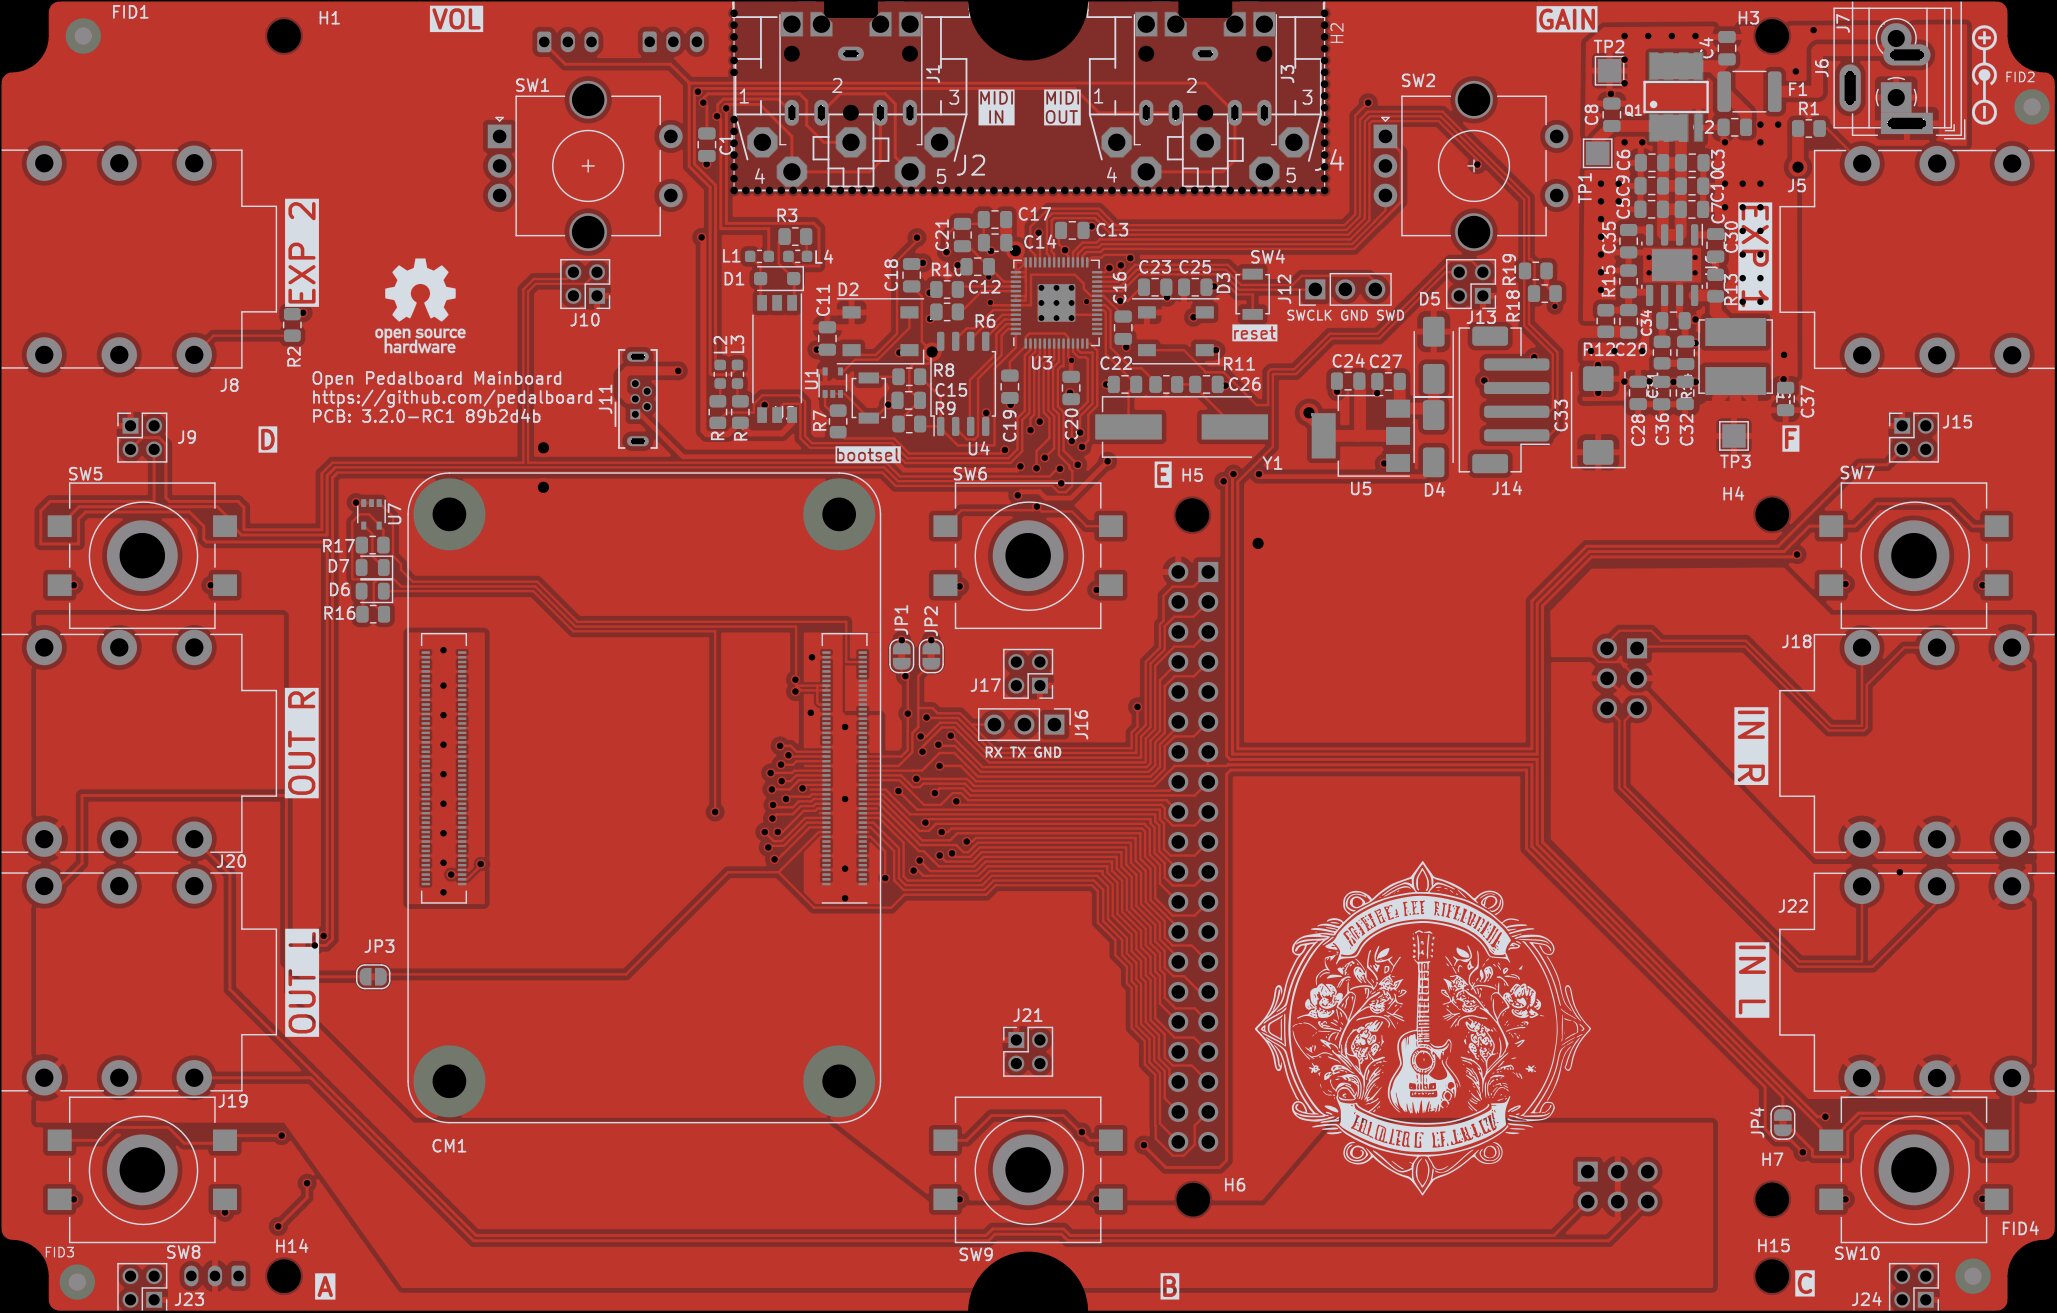 FID1
H1
VOL
GAIN
H3
J7
J6
FID2
H2
J1
J3
TP2
C4
F1
R1
Q1
C8
SW1
SW2
1
2
3
MIDI
IN
MIDI
OUT
1
2
3
C1
4
J2
5
4
5
TP1
C6
C3
C9
C10
C5
C7
J5
EXP 2
EXP 1
R3
C21
C17
C14
C13
L1
L4
D1
C18
C12
C11
D2
R6
C16
C23
C25
D3
SW4
J12
SWCLK GND SWD
reset
D5
J13
R19
R18
C35
C30
R15
R13
C34
open source
hardware
J10
R2
J8
J11
L2
L3
U1
R7
R8
C15
R9
U3
C22
R11
C26
C19
C20
U4
bootsel
C24
C27
C33
R12
C28
C36
C32
C37
TP3
Open Pedalboard Mainboard
https://github.com/pedalboard
PCB: 3.2.0-RC1 89b2d4b
J9
D
E
F
J15
SW5
SW6
H5
Y1
U5
D4
J14
H4
SW7
U7
R17
D7
D6
R16
JP1
JP2
J17
J16
RX TX GND
J18
OUT R
IN R
J20
J22
OUT L
IN L
JP3
J21
J19
CM1
JP4
H7
H6
FID4
FID3
SW8
H14
SW9
H15
SW10
A
B
C
J23
J24